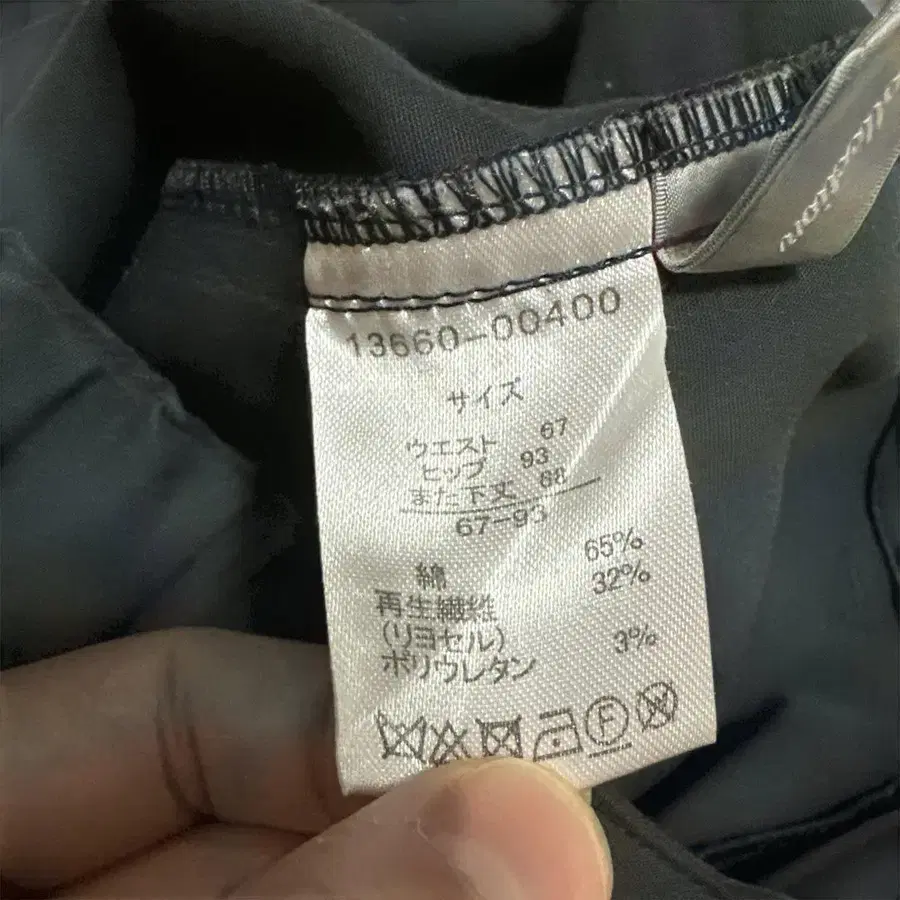 13660-00400
サイズ
ウエスト 67
ヒップ 93
また下丈 68
67-93
綿 65%
再生繊維 32%
(リヨセル)
ポリウレタン 3%
F